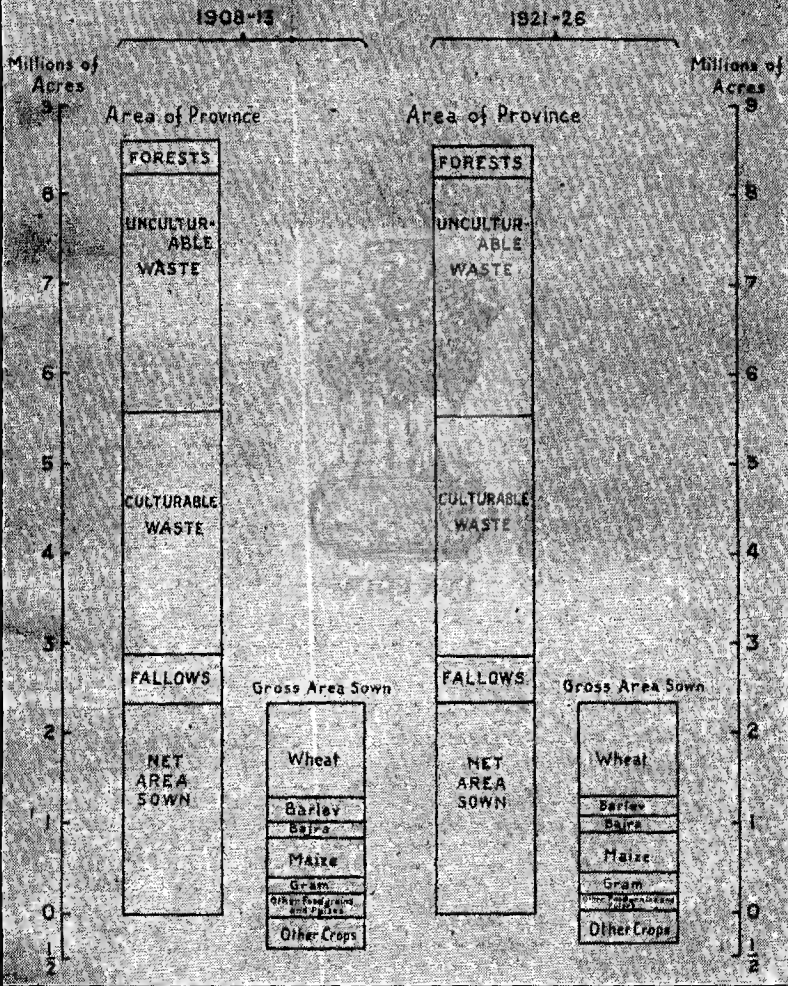 1908-13
1921-26
Millions of
Acres
Millions of
Acres
Area of Province
Area of Province
9
8
7
6
5
4
3
2
1
0
1/2
FORESTS
UNCULTUR-
ABLE
WASTE
CULTURABLE
WASTE
FALLOWS
NET
AREA
SOWN
Gross Area Sown
Wheat
Barley
Bajra
Maize
Gram
Other Foodgrains
and Pulses
Other Crops
FORESTS
UNCULTUR-
ABLE
WASTE
CULTURABLE
WASTE
FALLOWS
NET
AREA
SOWN
Gross Area Sown
Wheat
Barley
Bajra
Maize
Gram
Other Crops
9
8
7
6
5
4
3
2
1
0
1/2